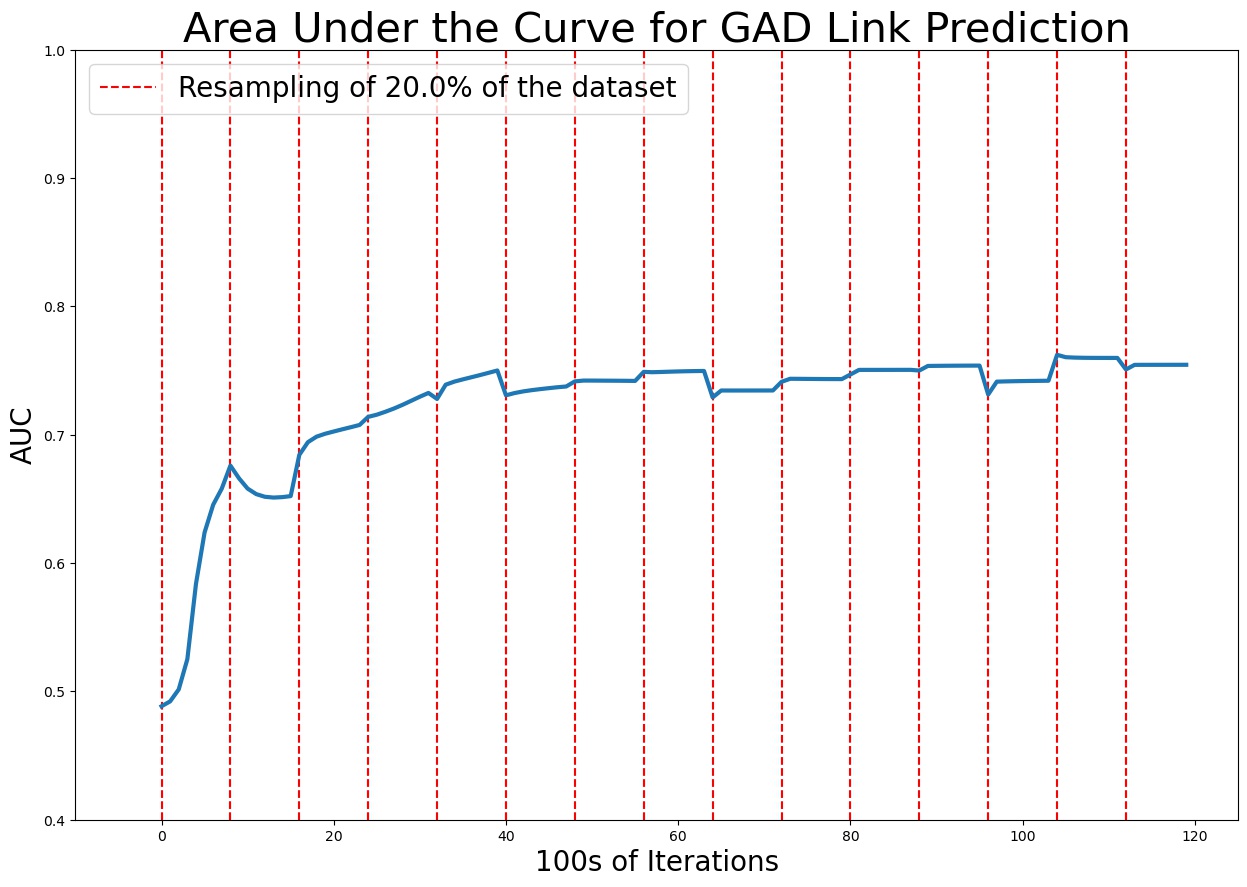 Area Under the Curve for GAD Link Prediction
Resampling of 20.0% of the dataset
1.0
0.9
0.8
0.7
0.6
0.5
0.4
AUC
0 20 40 60 80 100 120
100s of Iterations